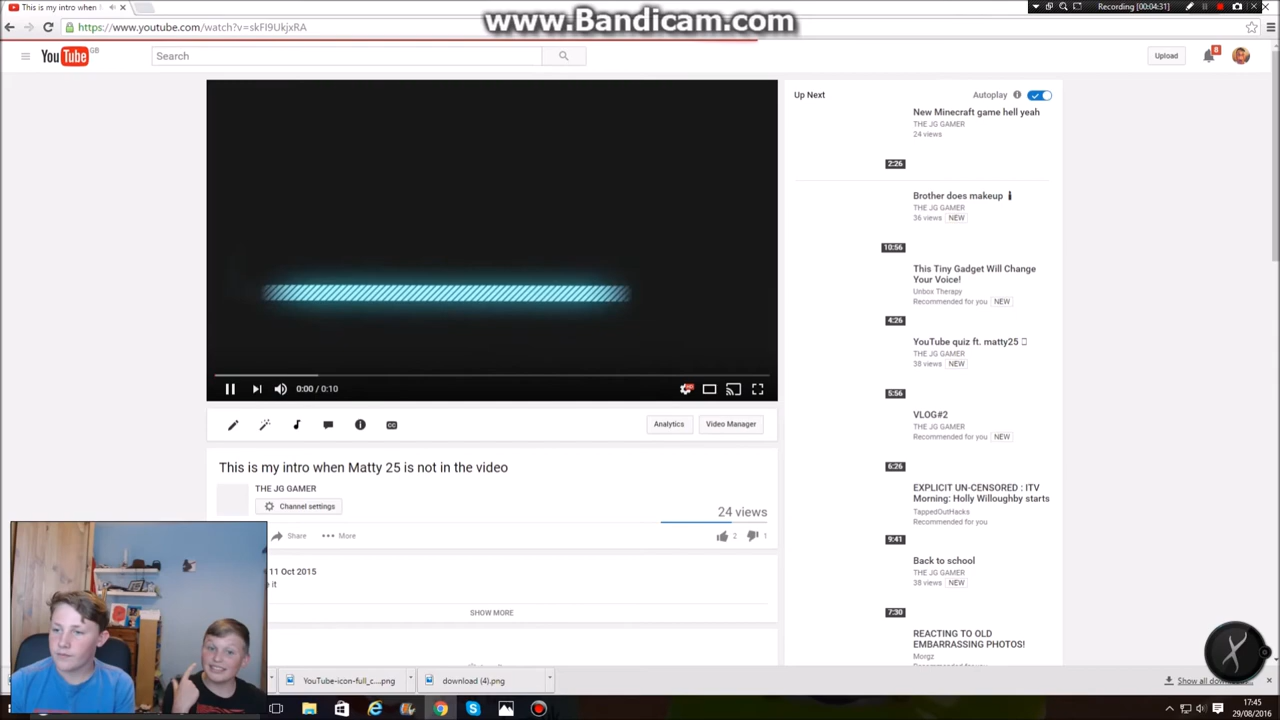 www.Bandicam.com
This is my intro when
Recording [00:04:31]
https://www.youtube.com/watch?v=skFI9UkjxRA
YouTube GB
Search
Upload
8
Up Next
Autoplay
New Minecraft game hell yeah
THE JG GAMER
24 views
2:26
Brother does makeup
THE JG GAMER
36 views NEW
10:56
This Tiny Gadget Will Change
Your Voice!
Unbox Therapy
Recommended for you NEW
4:26
YouTube quiz ft. matty25
THE JG GAMER
38 views NEW
5:56
VLOG#2
THE JG GAMER
Recommended for you NEW
6:26
EXPLICIT UN-CENSORED : ITV
Morning: Holly Willoughby starts
TappedOutHacks
Recommended for you
9:41
Back to school
THE JG GAMER
38 views NEW
7:30
REACTING TO OLD
EMBARRASSING PHOTOS!
Morgz
0:00 / 0:10
HD
CC
Analytics
Video Manager
This is my intro when Matty 25 is not in the video
THE JG GAMER
Channel settings
24 views
Share
More
2
1
11 Oct 2015
it
SHOW MORE
YouTube-icon-full_c....png
download (4).png
Show all
17:45
29/08/2016